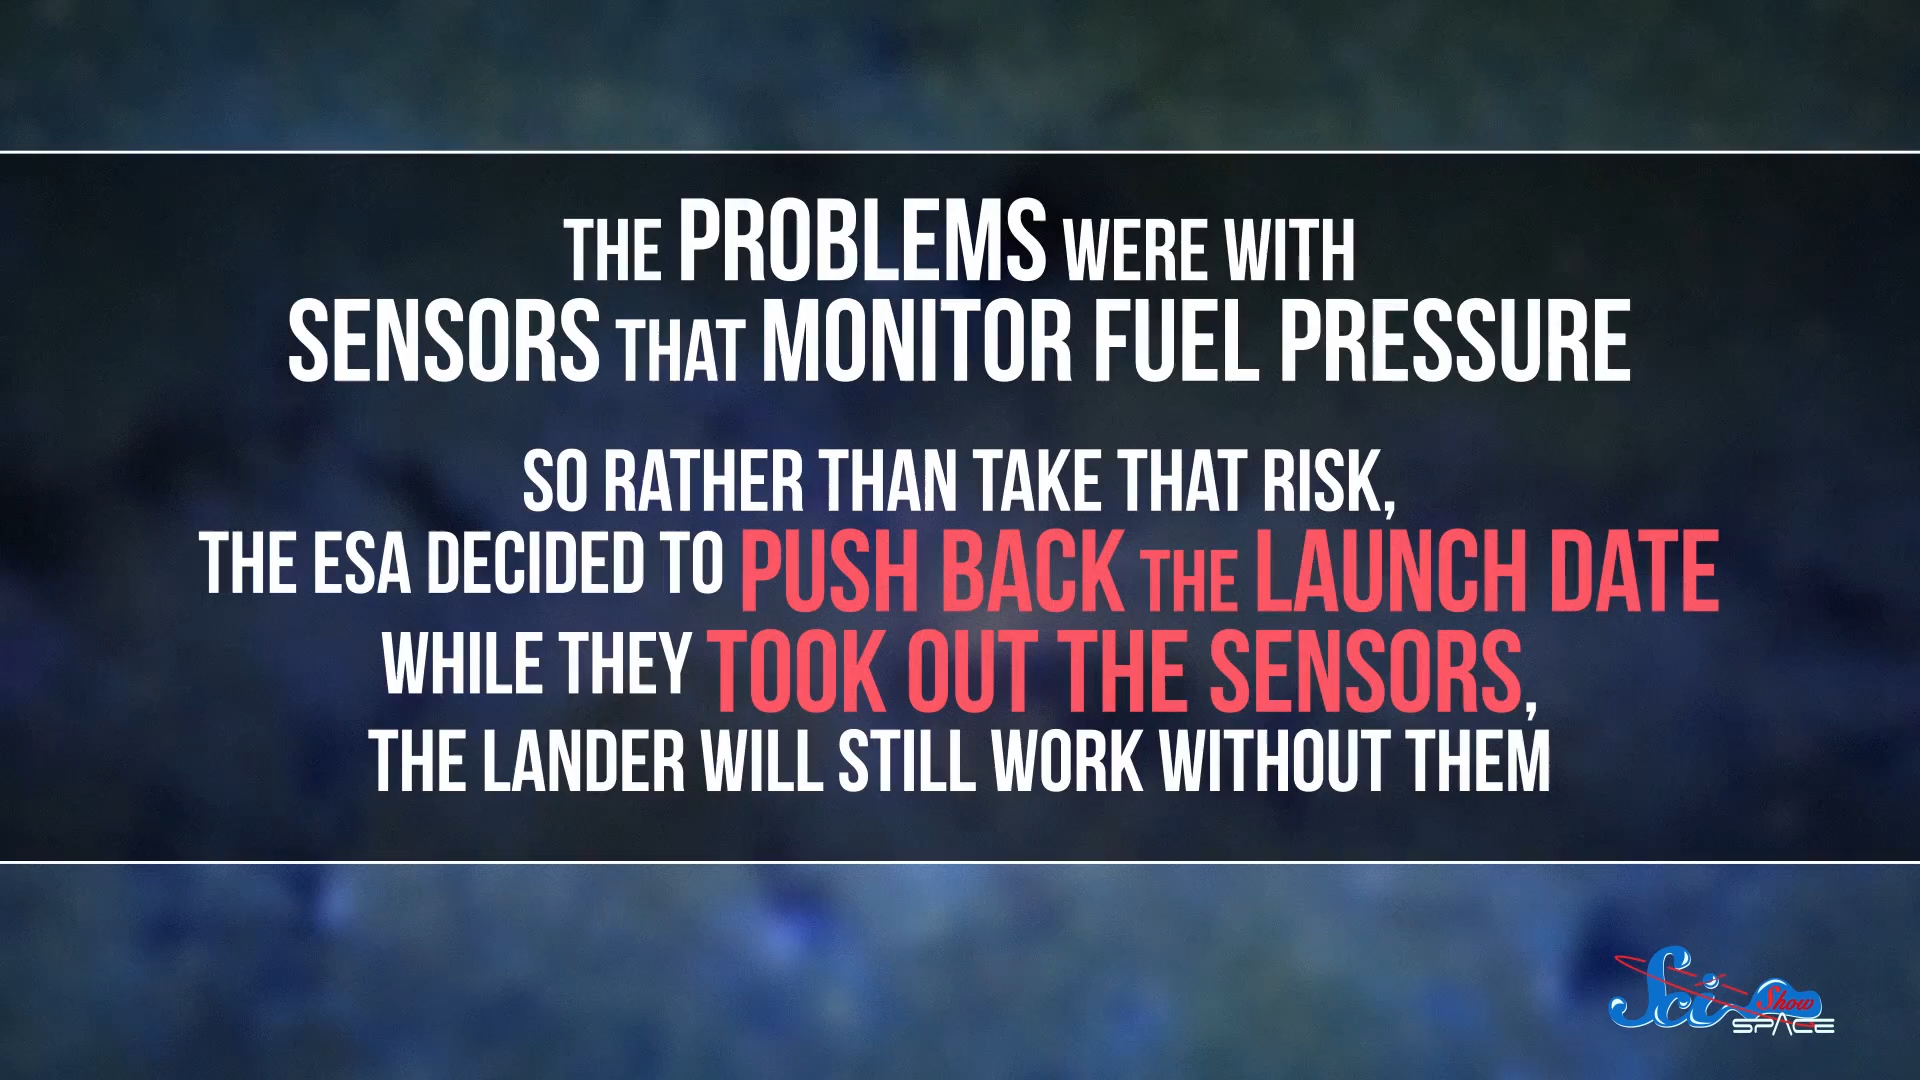 THE PROBLEMS WERE WITH
SENSORS THAT MONITOR FUEL PRESSURE
SO RATHER THAN TAKE THAT RISK,
THE ESA DECIDED TO PUSH BACK THE LAUNCH DATE
WHILE THEY TOOK OUT THE SENSORS,
THE LANDER WILL STILL WORK WITHOUT THEM
Sci Show
SPACE